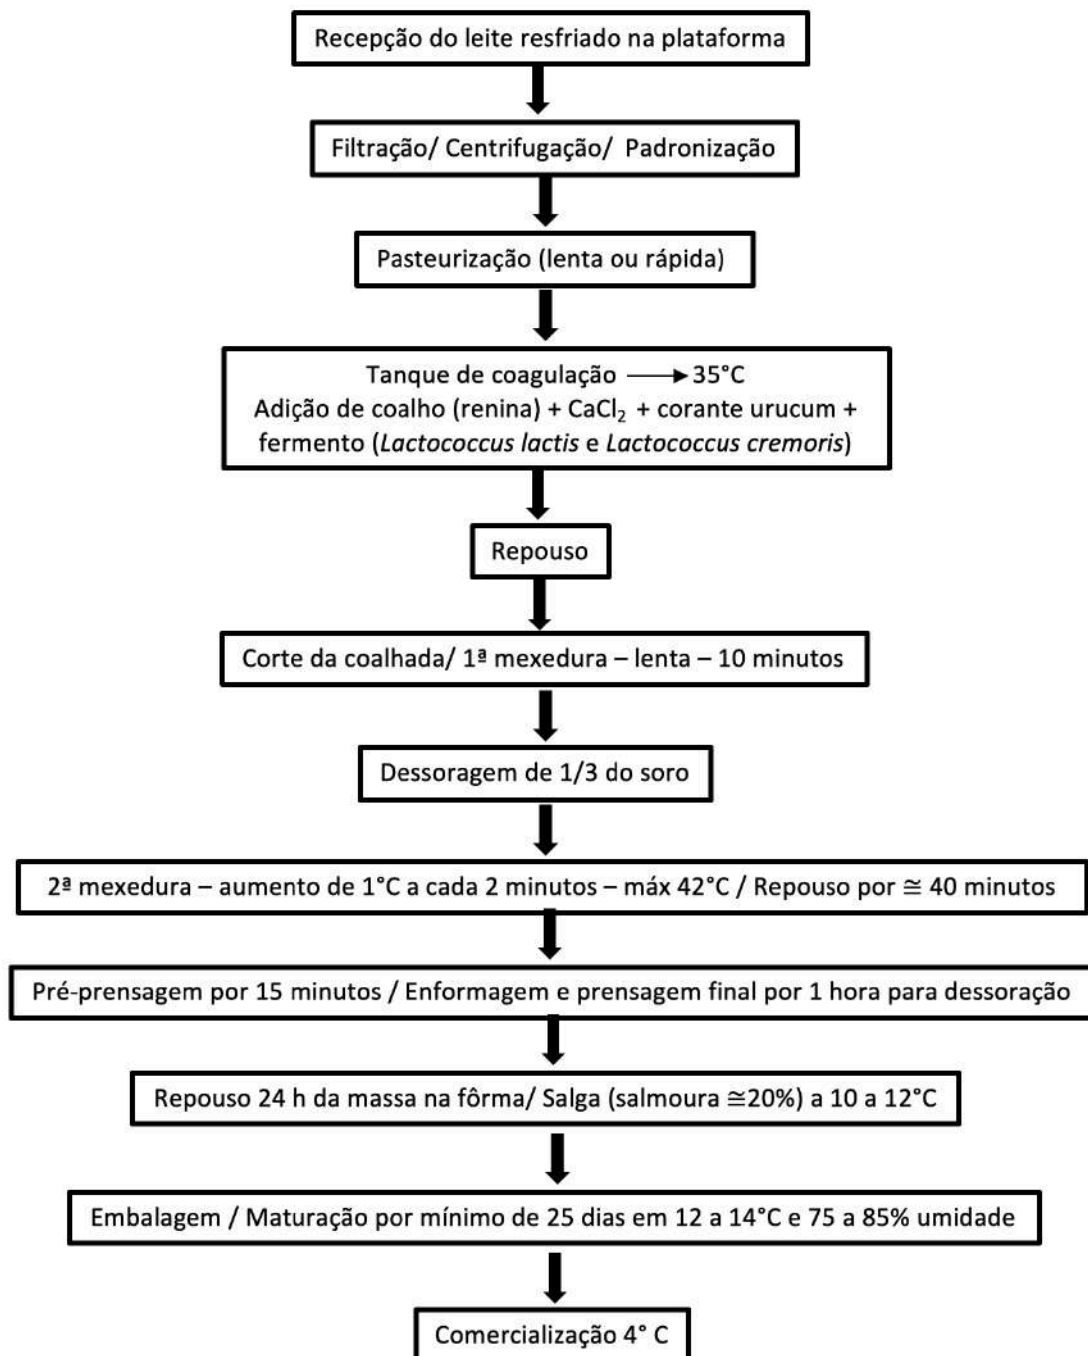 Recepção do leite resfriado na plataforma
Filtração/ Centrifugação/ Padronização
Pasteurização (lenta ou rápida)
Tanque de coagulação ⟶ 35°C
Adição de coalho (renina) + CaCl₂ + corante urucum +
fermento (Lactococcus lactis e Lactococcus cremoris)
Repouso
Corte da coalhada/ 1ª mexedura – lenta – 10 minutos
Dessoragem de 1/3 do soro
2ª mexedura – aumento de 1°C a cada 2 minutos – máx 42°C / Repouso por ≅ 40 minutos
Pré-prensagem por 15 minutos / Enformagem e prensagem final por 1 hora para dessoração
Repouso 24 h da massa na fôrma/ Salga (salmoura ≅20%) a 10 a 12°C
Embalagem / Maturação por mínimo de 25 dias em 12 a 14°C e 75 a 85% umidade
Comercialização 4° C